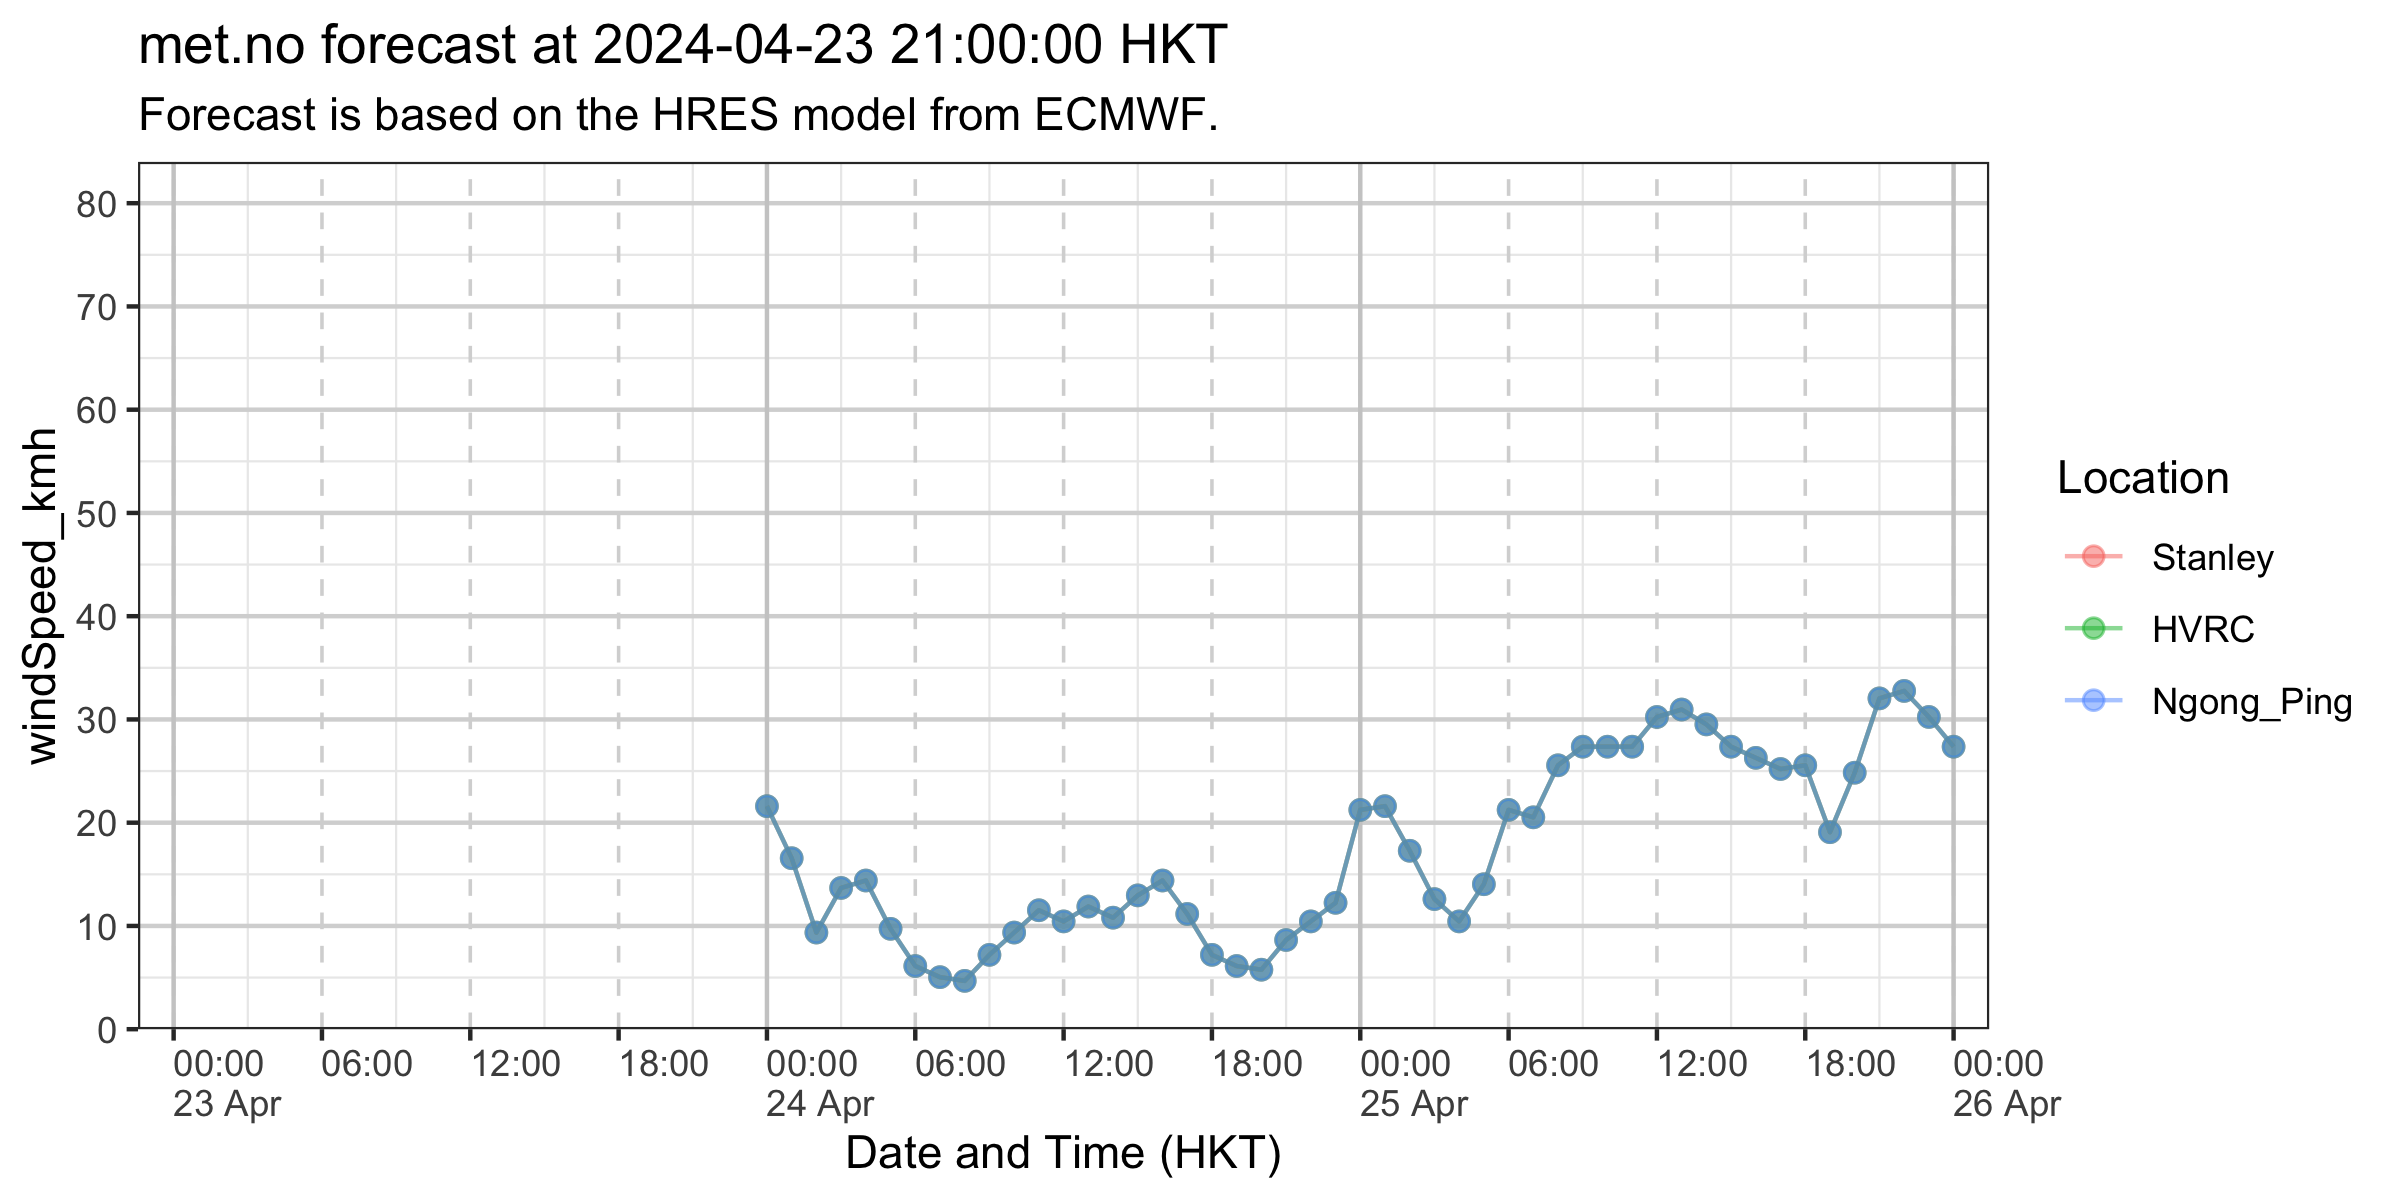 met.no forecast at 2024-04-23 21:00:00 HKT
Forecast is based on the HRES model from ECMWF.
windSpeed_kmh
80
70
60
50
40
30
20
10
0
00:00 06:00 12:00 18:00 00:00 06:00 12:00 18:00 00:00 06:00 12:00 18:00 00:00
23 Apr 24 Apr 25 Apr 26 Apr
Date and Time (HKT)
Location
Stanley
HVRC
Ngong_Ping